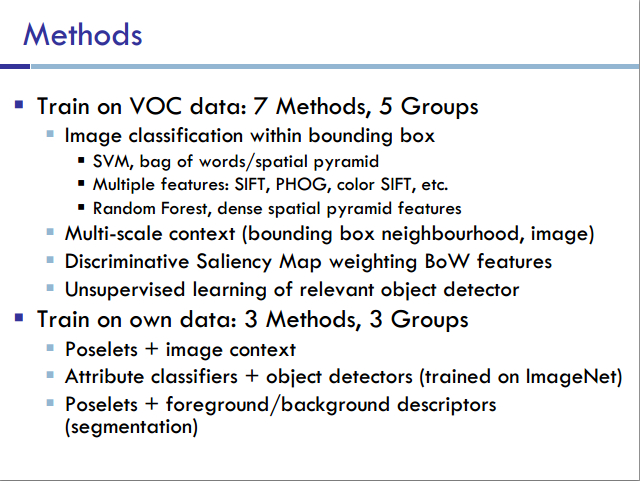 Methods
Train on VOC data: 7 Methods, 5 Groups
Image classification within bounding box
SVM, bag of words/spatial pyramid
Multiple features: SIFT, PHOG, color SIFT, etc.
Random Forest, dense spatial pyramid features
Multi-scale context (bounding box neighbourhood, image)
Discriminative Saliency Map weighting BoW features
Unsupervised learning of relevant object detector
Train on own data: 3 Methods, 3 Groups
Poselets + image context
Attribute classifiers + object detectors (trained on ImageNet)
Poselets + foreground/background descriptors
(segmentation)